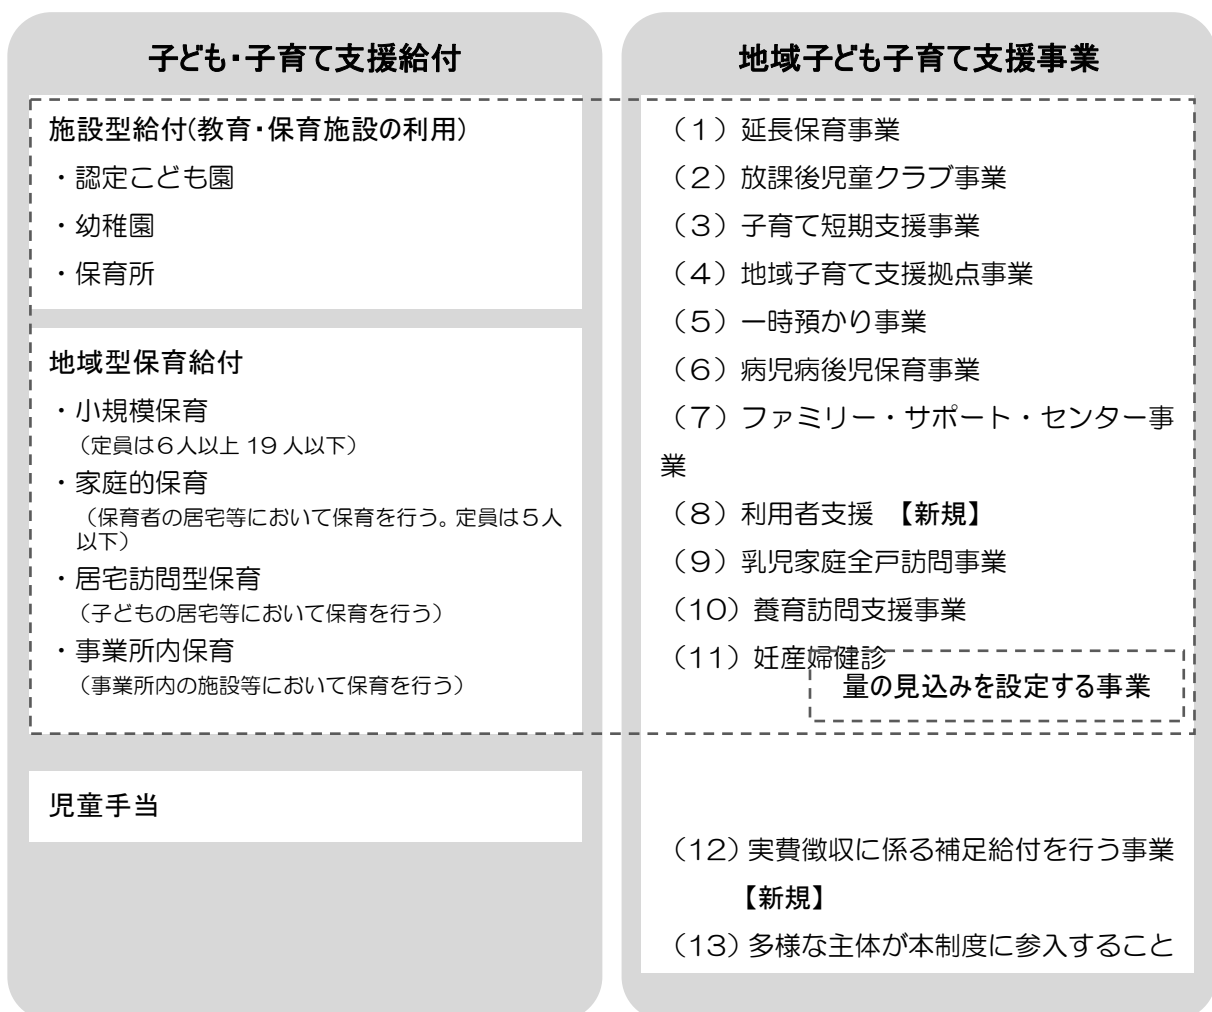 子ども・子育て支援給付
施設型給付(教育・保育施設の利用)
・認定こども園
・幼稚園
・保育所
地域型保育給付
・小規模保育
（定員は６人以上 19 人以下）
・家庭的保育
（保育者の居宅等において保育を行う。定員は５人
以下）
・居宅訪問型保育
（子どもの居宅等において保育を行う）
・事業所内保育
（事業所内の施設等において保育を行う）
児童手当
地域子ども子育て支援事業
（１）延長保育事業
（２）放課後児童クラブ事業
（３）子育て短期支援事業
（４）地域子育て支援拠点事業
（５）一時預かり事業
（６）病児病後児保育事業
（７）ファミリー・サポート・センター事
業
（８）利用者支援 【新規】
（９）乳児家庭全戸訪問事業
（10）養育訪問支援事業
（11）妊産婦健診
量の見込みを設定する事業
（12）実費徴収に係る補足給付を行う事業
【新規】
（13）多様な主体が本制度に参入すること